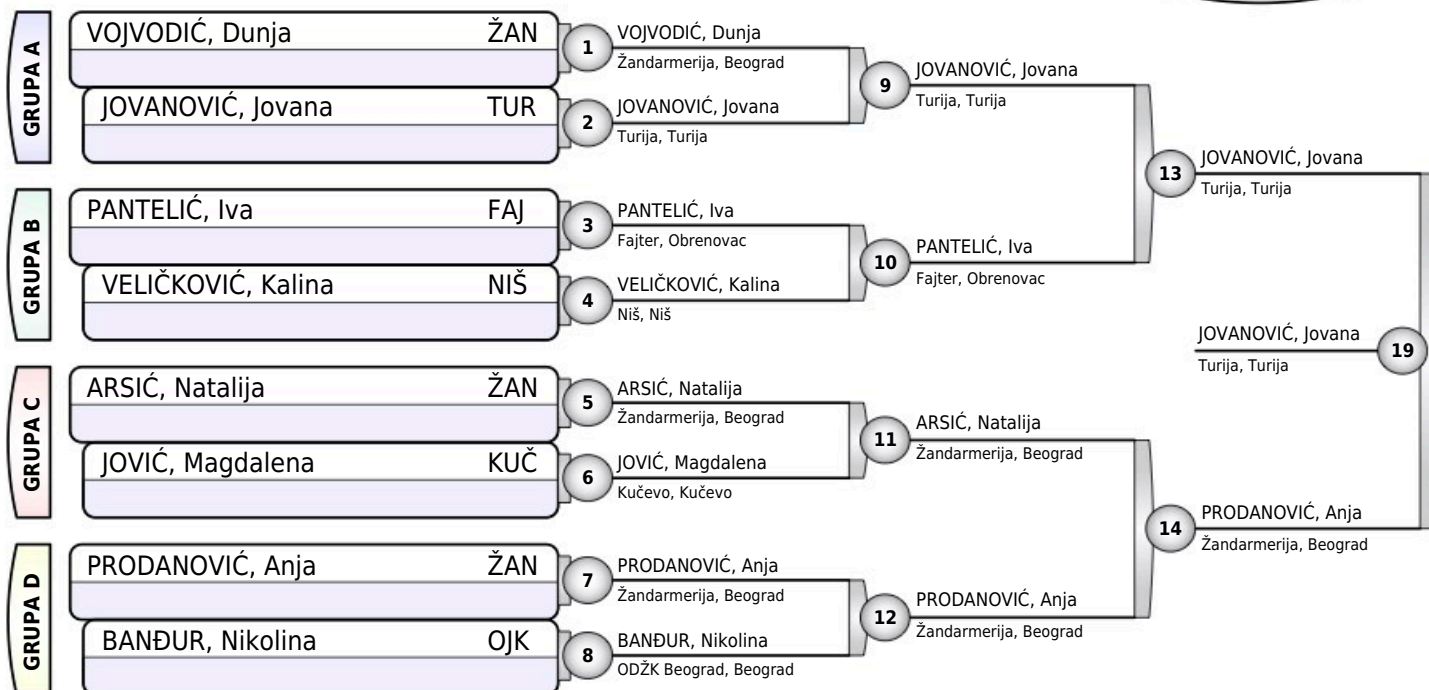 GRUPA A
VOJVODIĆ, Dunja ŽAN
JOVANOVIĆ, Jovana TUR
GRUPA B
PANTELIĆ, Iva FAJ
VELIČKOVIĆ, Kalina NIŠ
GRUPA C
ARSIĆ, Natalija ŽAN
JOVIĆ, Magdalena KUČ
GRUPA D
PRODANOVIĆ, Anja ŽAN
BANĐUR, Nikolina OJK
1 VOJVODIĆ, Dunja
Žandarmerija, Beograd
2 JOVANOVIĆ, Jovana
Turija, Turija
3 PANTELIĆ, Iva
Fajter, Obrenovac
4 VELIČKOVIĆ, Kalina
Niš, Niš
5 ARSIĆ, Natalija
Žandarmerija, Beograd
6 JOVIĆ, Magdalena
Kučevo, Kučevo
7 PRODANOVIĆ, Anja
Žandarmerija, Beograd
8 BANĐUR, Nikolina
ODŽK Beograd, Beograd
9 JOVANOVIĆ, Jovana
Turija, Turija
10 PANTELIĆ, Iva
Fajter, Obrenovac
11 ARSIĆ, Natalija
Žandarmerija, Beograd
12 PRODANOVIĆ, Anja
Žandarmerija, Beograd
13 JOVANOVIĆ, Jovana
Turija, Turija
14 PRODANOVIĆ, Anja
Žandarmerija, Beograd
JOVANOVIĆ, Jovana 19
Turija, Turija